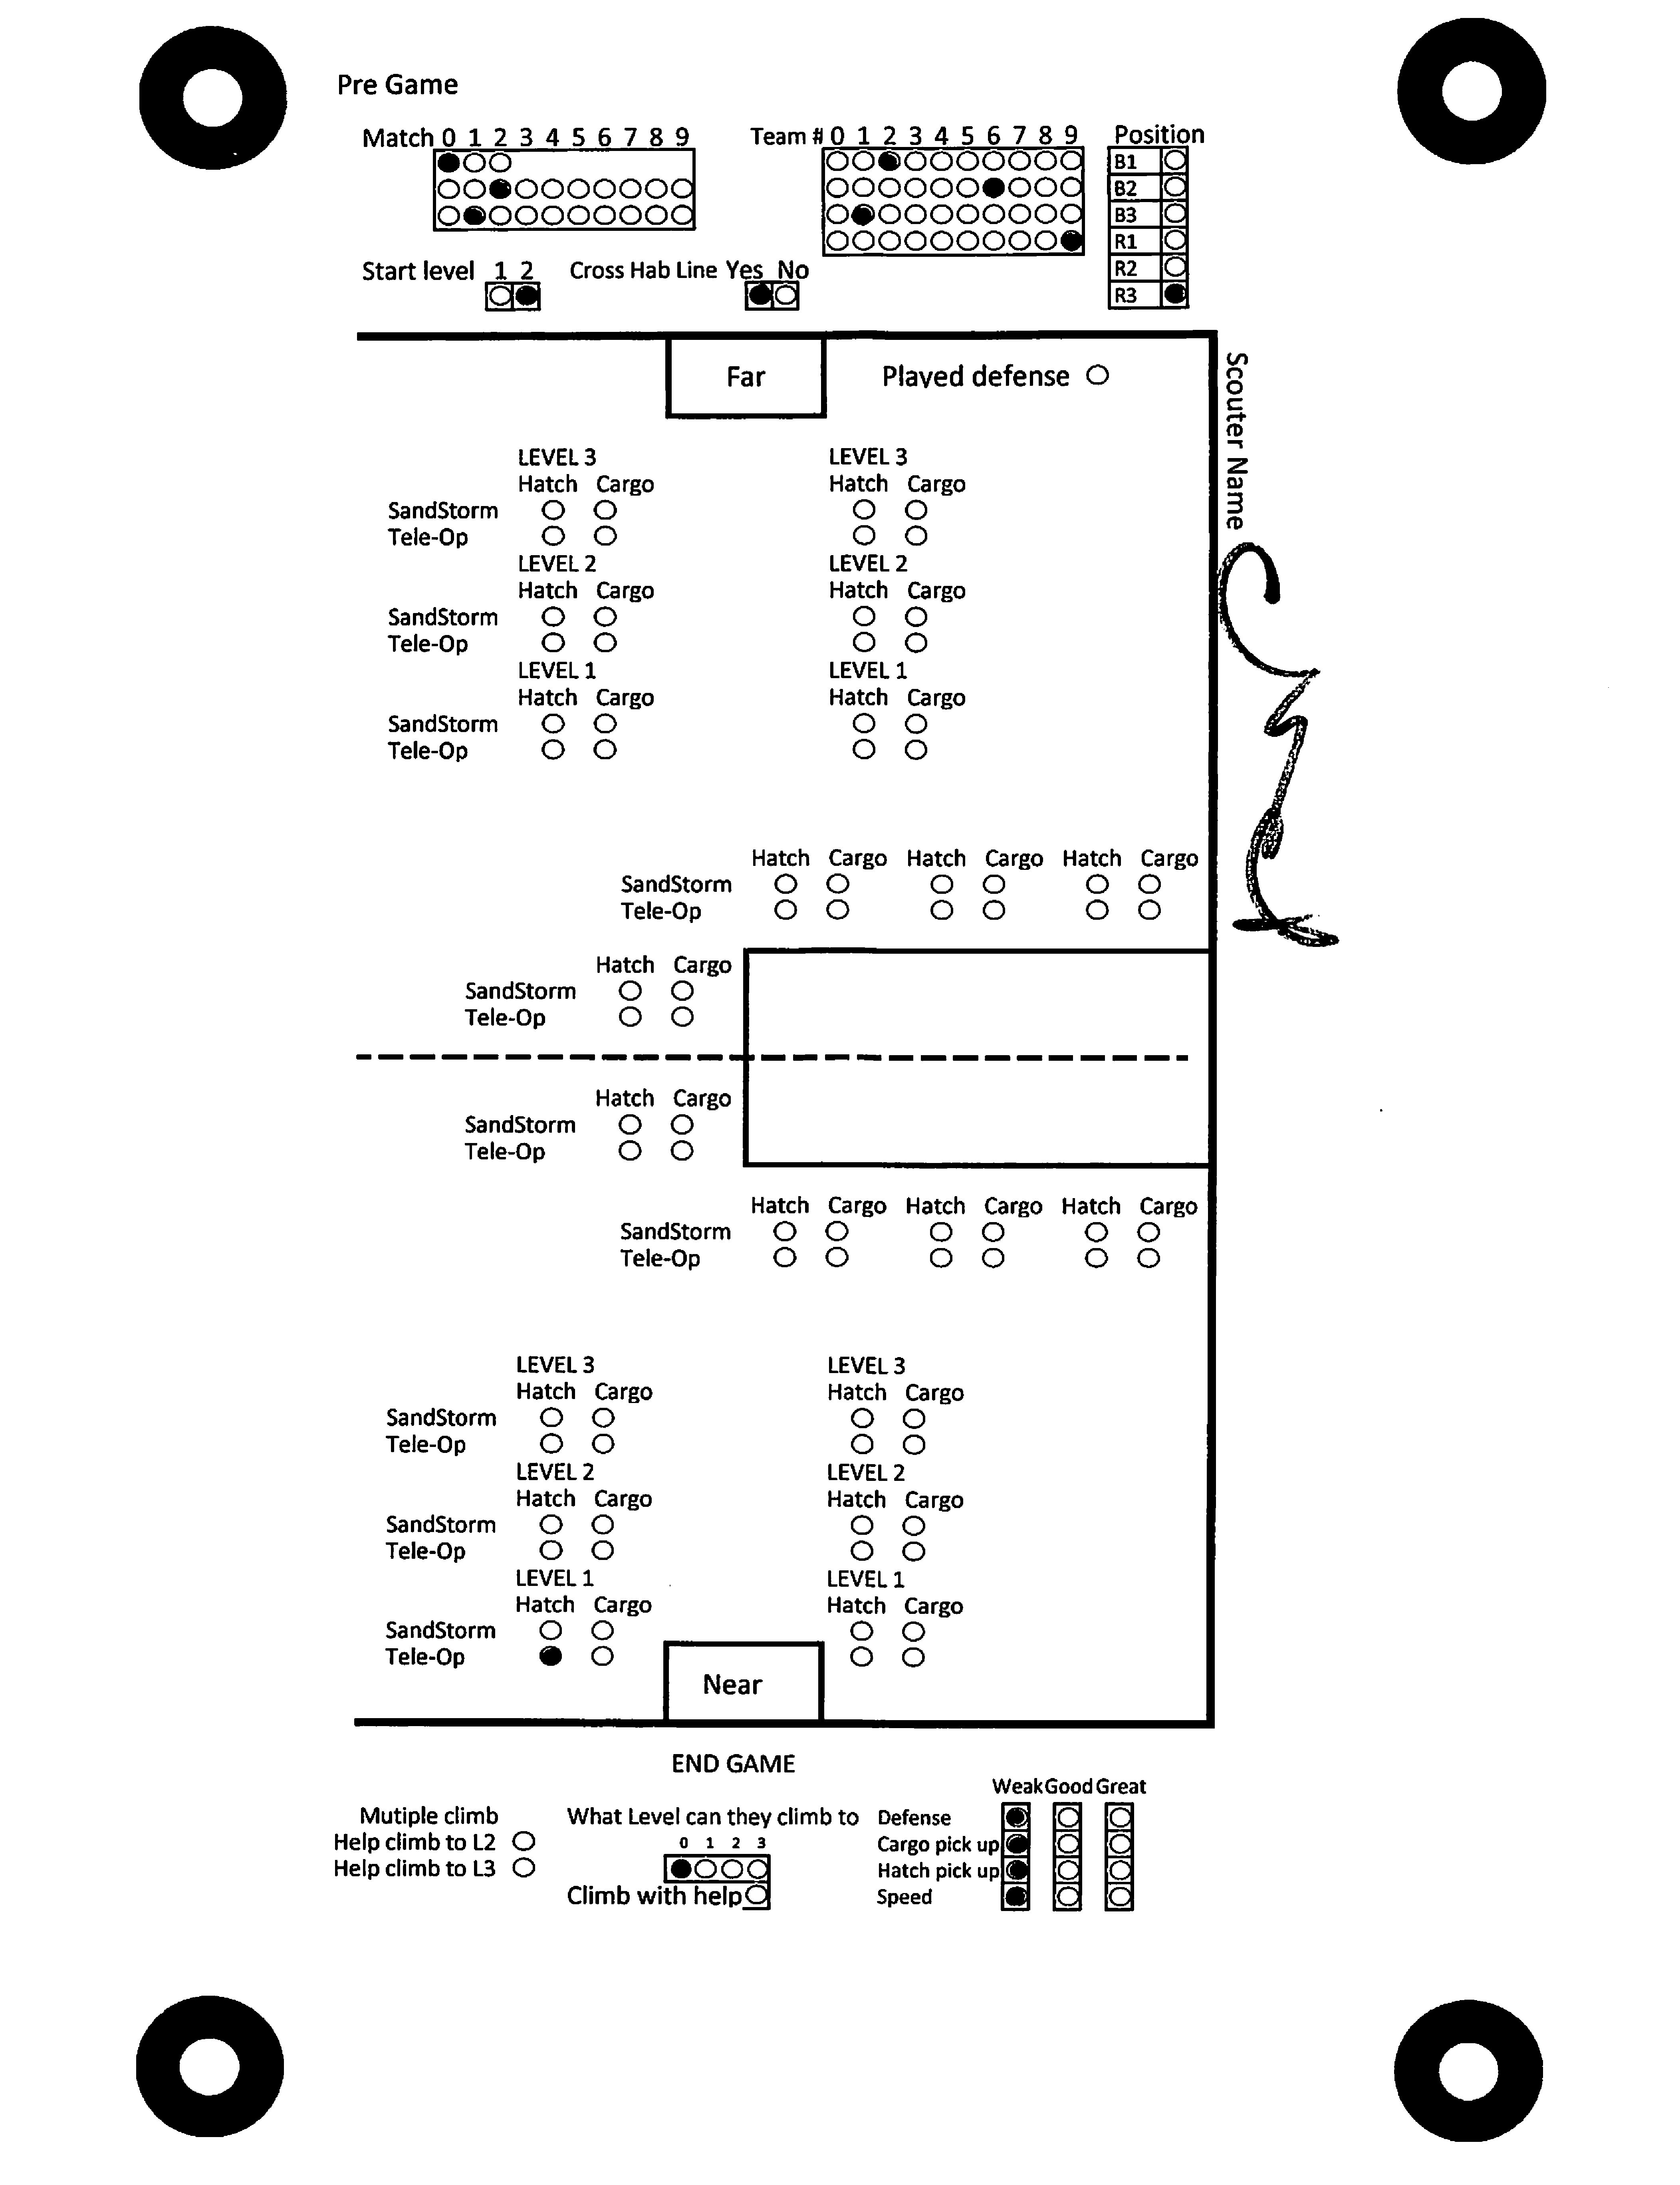 Pre Game
Match 0 1 2 3 4 5 6 7 8 9
Team # 0 1 2 3 4 5 6 7 8 9
Position
B1
B2
B3
R1
R2
R3
Start level 1 2
Cross Hab Line Yes No
Scouter Name
Far
Played defense
LEVEL 3 LEVEL 3
Hatch Cargo Hatch Cargo
SandStorm
Tele-Op
LEVEL 2 LEVEL 2
Hatch Cargo Hatch Cargo
SandStorm
Tele-Op
LEVEL 1 LEVEL 1
Hatch Cargo Hatch Cargo
SandStorm
Tele-Op
Hatch Cargo Hatch Cargo Hatch Cargo
SandStorm
Tele-Op
Hatch Cargo
SandStorm
Tele-Op
Hatch Cargo
SandStorm
Tele-Op
Hatch Cargo Hatch Cargo Hatch Cargo
SandStorm
Tele-Op
LEVEL 3 LEVEL 3
Hatch Cargo Hatch Cargo
SandStorm
Tele-Op
LEVEL 2 LEVEL 2
Hatch Cargo Hatch Cargo
SandStorm
Tele-Op
LEVEL 1 LEVEL 1
Hatch Cargo Hatch Cargo
SandStorm
Tele-Op
Near
END GAME
Mutiple climb
Help climb to L2
Help climb to L3
What Level can they climb to
0 1 2 3
Climb with help
Weak Good Great
Defense
Cargo pick up
Hatch pick up
Speed